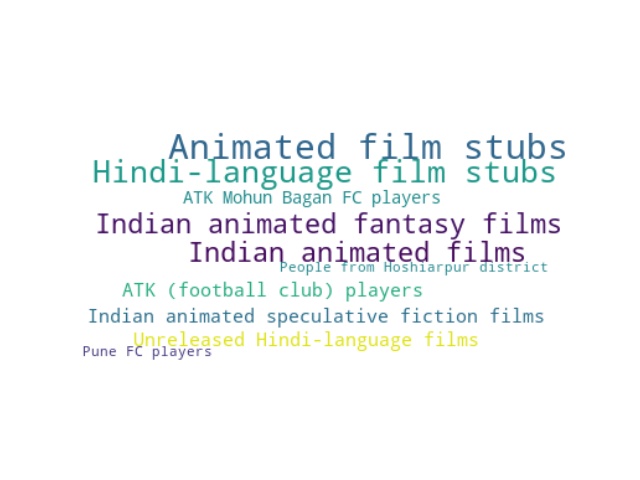 Animated film stubs
Hindi-language film stubs
ATK Mohun Bagan FC players
Indian animated fantasy films
Indian animated films
People from Hoshiarpur district
ATK (football club) players
Indian animated speculative fiction films
Unreleased Hindi-language films
Pune FC players